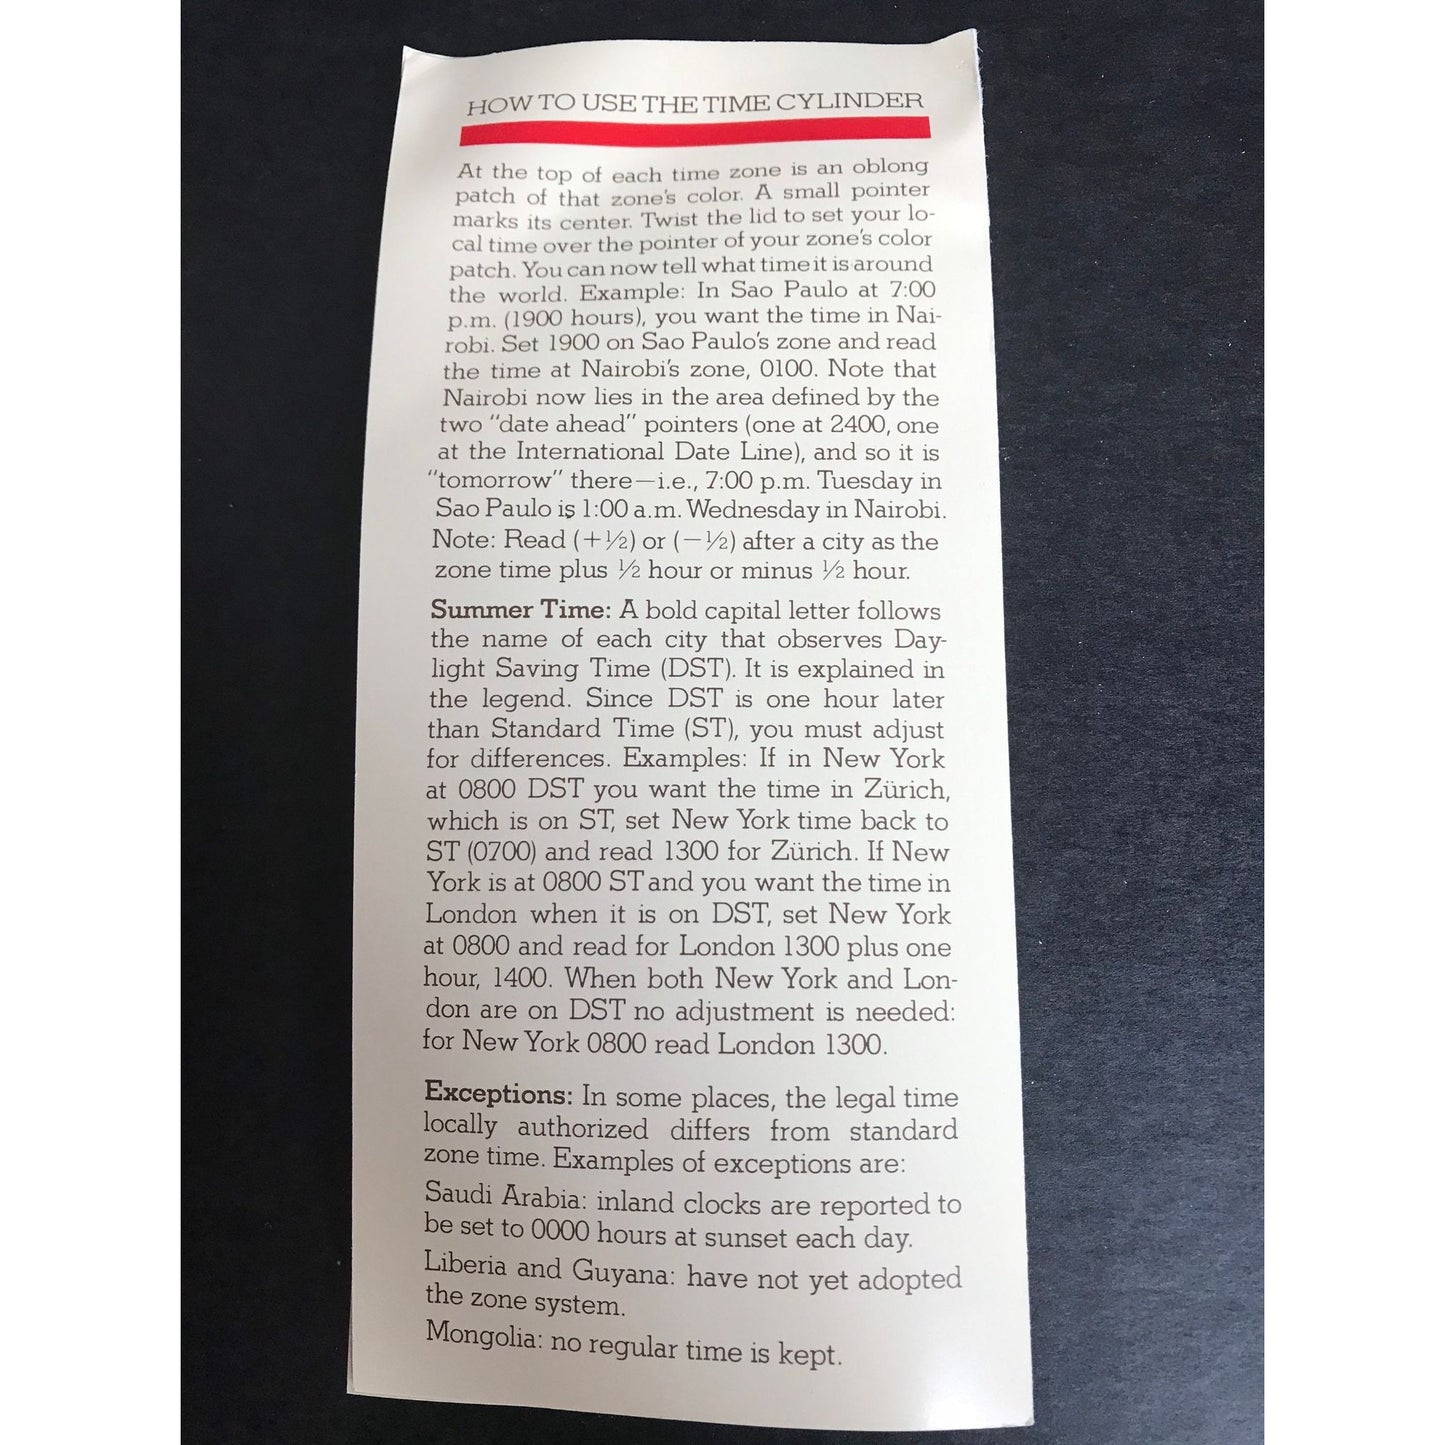 HOW TO USE THE TIME CYLINDER
At the top of each time zone is an oblong
patch of that zone's color. A small pointer
marks its center. Twist the lid to set your lo-
cal time over the pointer of your zone's color
patch. You can now tell what time it is around
the world. Example: In Sao Paulo at 7:00
p.m. (1900 hours), you want the time in Nai-
robi. Set 1900 on Sao Paulo's zone and read
the time at Nairobi's zone, 0100. Note that
Nairobi now lies in the area defined by the
two "date ahead" pointers (one at 2400, one
at the International Date Line), and so it is
"tomorrow" there—i.e., 7:00 p.m. Tuesday in
Sao Paulo is 1:00 a.m. Wednesday in Nairobi.
Note: Read (+½) or (−½) after a city as the
zone time plus ½ hour or minus ½ hour.
Summer Time: A bold capital letter follows
the name of each city that observes Day-
light Saving Time (DST). It is explained in
the legend. Since DST is one hour later
than Standard Time (ST), you must adjust
for differences. Examples: If in New York
at 0800 DST you want the time in Zürich,
which is on ST, set New York time back to
ST (0700) and read 1300 for Zürich. If New
York is at 0800 ST and you want the time in
London when it is on DST, set New York
at 0800 and read for London 1300 plus one
hour, 1400. When both New York and Lon-
don are on DST no adjustment is needed:
for New York 0800 read London 1300.
Exceptions: In some places, the legal time
locally authorized differs from standard
zone time. Examples of exceptions are:
Saudi Arabia: inland clocks are reported to
be set to 0000 hours at sunset each day.
Liberia and Guyana: have not yet adopted
the zone system.
Mongolia: no regular time is kept.